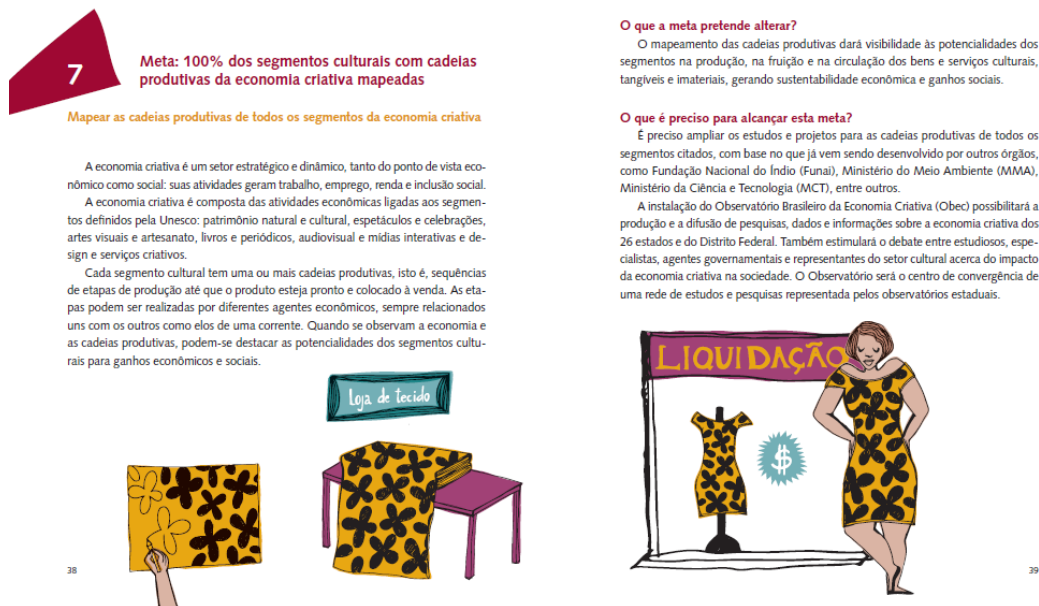 7
Meta: 100% dos segmentos culturais com cadeias
produtivas da economia criativa mapeadas
Mapear as cadeias produtivas de todos os segmentos da economia criativa
A economia criativa é um setor estratégico e dinâmico, tanto do ponto de vista eco-
nômico como social: suas atividades geram trabalho, emprego, renda e inclusão social.
A economia criativa é composta das atividades econômicas ligadas aos segmen-
tos definidos pela Unesco: patrimônio natural e cultural, espetáculos e celebrações,
artes visuais e artesanato, livros e periódicos, audiovisual e mídias interativas e de-
sign e serviços criativos.
Cada segmento cultural tem uma ou mais cadeias produtivas, isto é, sequências
de etapas de produção até que o produto esteja pronto e colocado à venda. As eta-
pas podem ser realizadas por diferentes agentes econômicos, sempre relacionados
uns com os outros como elos de uma corrente. Quando se observam a economia e
as cadeias produtivas, podem-se destacar as potencialidades dos segmentos cultu-
rais para ganhos econômicos e sociais.
Loja de tecido
38
O que a meta pretende alterar?
O mapeamento das cadeias produtivas dará visibilidade às potencialidades dos
segmentos na produção, na fruição e na circulação dos bens e serviços culturais,
tangíveis e imateriais, gerando sustentabilidade econômica e ganhos sociais.
O que é preciso para alcançar esta meta?
É preciso ampliar os estudos e projetos para as cadeias produtivas de todos os
segmentos citados, com base no que já vem sendo desenvolvido por outros órgãos,
como Fundação Nacional do Índio (Funai), Ministério do Meio Ambiente (MMA),
Ministério da Ciência e Tecnologia (MCT), entre outros.
A instalação do Observatório Brasileiro da Economia Criativa (Obec) possibilitará a
produção e a difusão de pesquisas, dados e informações sobre a economia criativa dos
26 estados e do Distrito Federal. Também estimulará o debate entre estudiosos, espe-
cialistas, agentes governamentais e representantes do setor cultural acerca do impacto
da economia criativa na sociedade. O Observatório será o centro de convergência de
uma rede de estudos e pesquisas representada pelos observatórios estaduais.
LIQUIDAÇÃO
$
39